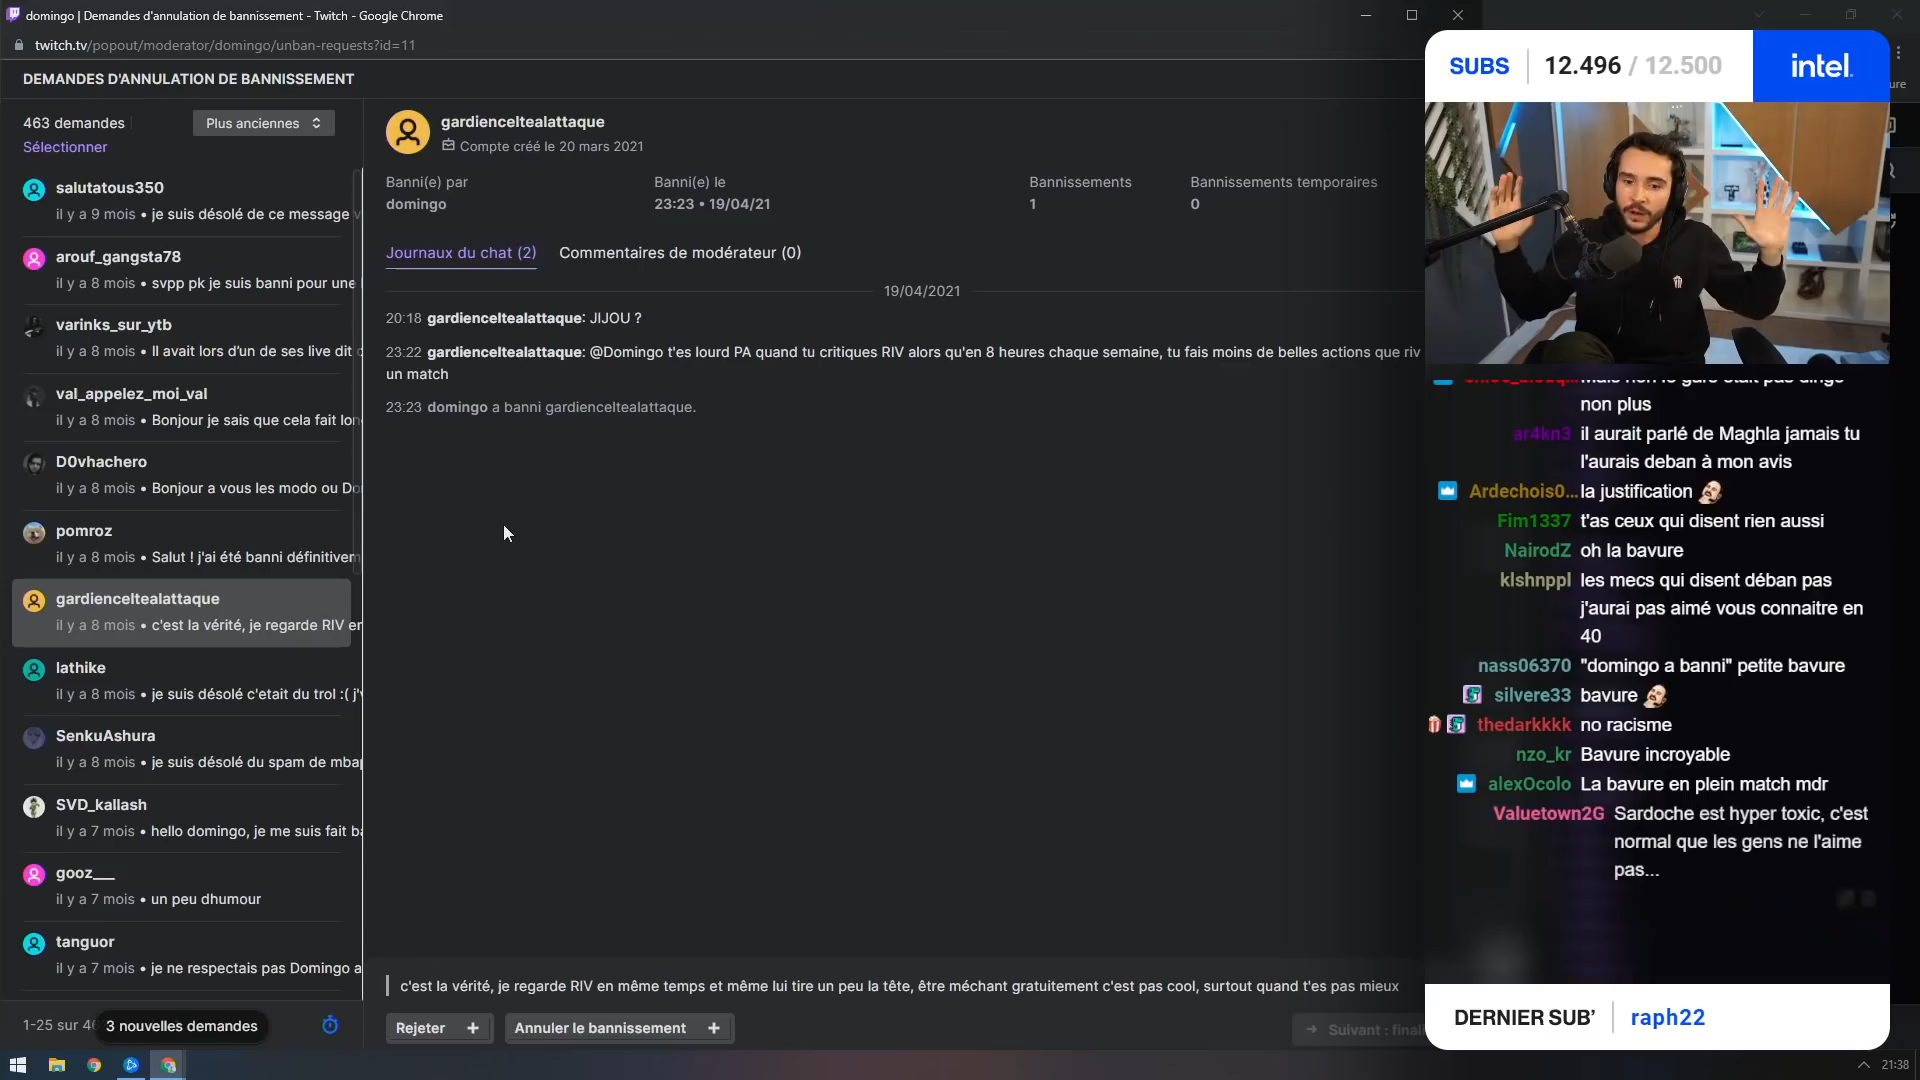 domingo | Demandes d'annulation de bannissement - Twitch - Google Chrome
twitch.tv/popout/moderator/domingo/unban-requests?id=11
DEMANDES D'ANNULATION DE BANNISSEMENT
463 demandes
Plus anciennes
Sélectionner
salutatous350
il y a 9 mois • je suis désolé de ce message v
arouf_gangsta78
il y a 8 mois • svpp pk je suis banni pour une
varinks_sur_ytb
il y a 8 mois • Il avait lors d'un de ses live dit
val_appelez_moi_val
il y a 8 mois • Bonjour je sais que cela fait lon
D0vhachero
il y a 8 mois • Bonjour a vous les modo ou Do
pomroz
il y a 8 mois • Salut ! j'ai été banni définitivem
gardienceltealattaque
il y a 8 mois • c'est la vérité, je regarde RIV en
lathike
il y a 8 mois • je suis désolé c'etait du trol :( j'
SenkuAshura
il y a 8 mois • je suis désolé du spam de mbap
SVD_kallash
il y a 7 mois • hello domingo, je me suis fait ba
gooz___
il y a 7 mois • un peu dhumour
tanguor
il y a 7 mois • je ne respectais pas Domingo a
1-25 sur 46
3 nouvelles demandes
gardienceltealattaque
Compte créé le 20 mars 2021
Banni(e) par
domingo
Banni(e) le
23:23 • 19/04/21
Bannissements
1
Bannissements temporaires
0
Journaux du chat (2)
Commentaires de modérateur (0)
19/04/2021
20:18 gardienceltealattaque: JIJOU ?
23:22 gardienceltealattaque: @Domingo t'es lourd PA quand tu critiques RIV alors qu'en 8 heures chaque semaine, tu fais moins de belles actions que riv
un match
23:23 domingo a banni gardienceltealattaque.
c'est la vérité, je regarde RIV en même temps et même lui tire un peu la tête, être méchant gratuitement c'est pas cool, surtout quand t'es pas mieux
Rejeter +
Annuler le bannissement +
Suivant : final
SUBS
12.496 / 12.500
intel.
ure
mais non le gars était pas dingo
non plus
ar4kn3 il aurait parlé de Maghla jamais tu
l'aurais deban à mon avis
Ardechois0... la justification
Fim1337 t'as ceux qui disent rien aussi
NairodZ oh la bavure
klshnppl les mecs qui disent déban pas
j'aurai pas aimé vous connaitre en
40
nass06370 "domingo a banni" petite bavure
silvere33 bavure
thedarkkkk no racisme
nzo_kr Bavure incroyable
alexOcolo La bavure en plein match mdr
Valuetown2G Sardoche est hyper toxic, c'est
normal que les gens ne l'aime
pas...
DERNIER SUB'
raph22
21:38